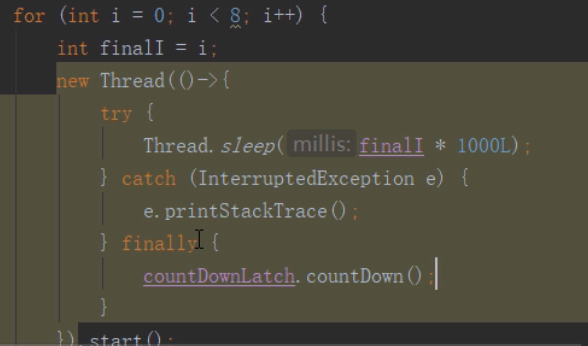 for (int i = 0; i < 8; i++) {
int finalI = i;
new Thread(()->{
try {
Thread.sleep( millis: finalI * 1000L);
} catch (InterruptedException e) {
e.printStackTrace();
} finally {
countDownLatch.countDown();
}
}).start();